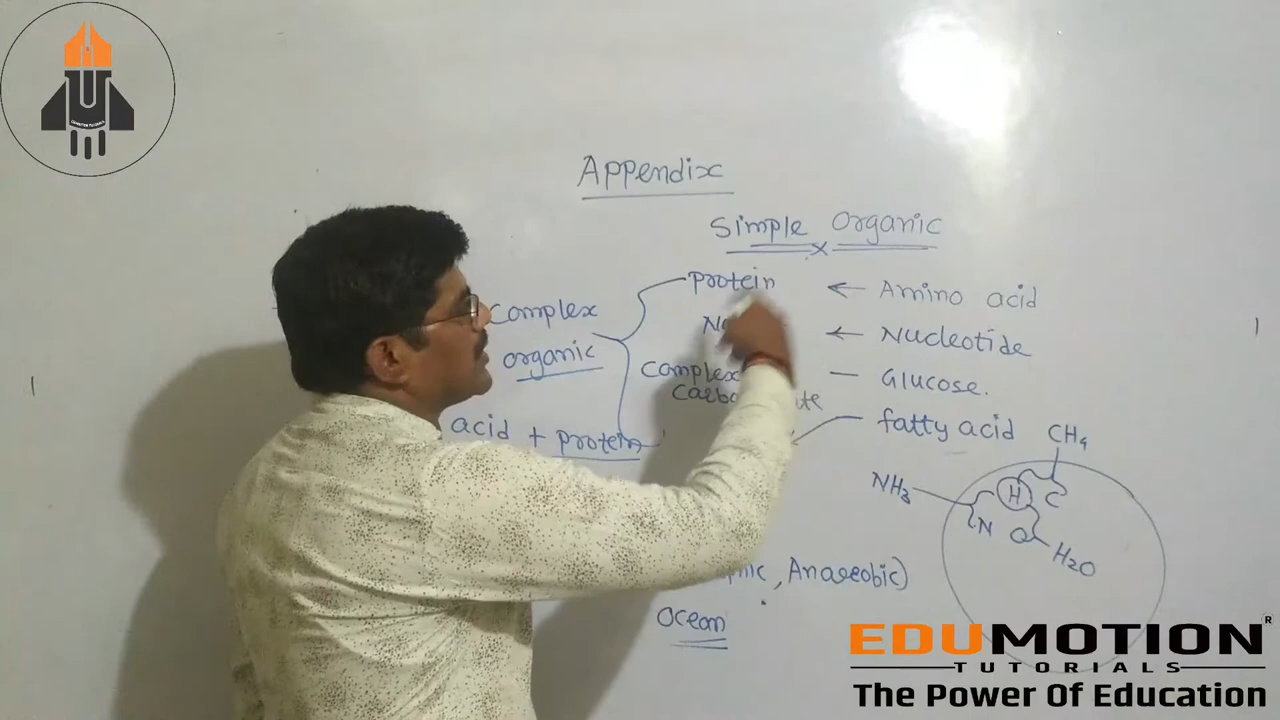 Appendix
Simple Organic
protein ← Amino acid
← Nucleotide
Complex
organic
Complex — Glucose.
fatty acid
acid + protein
CH4
NH3
H
C
N
O
H2O
, Anaerobic)
Ocean
EDUMOTION
TUTORIALS
The Power Of Education